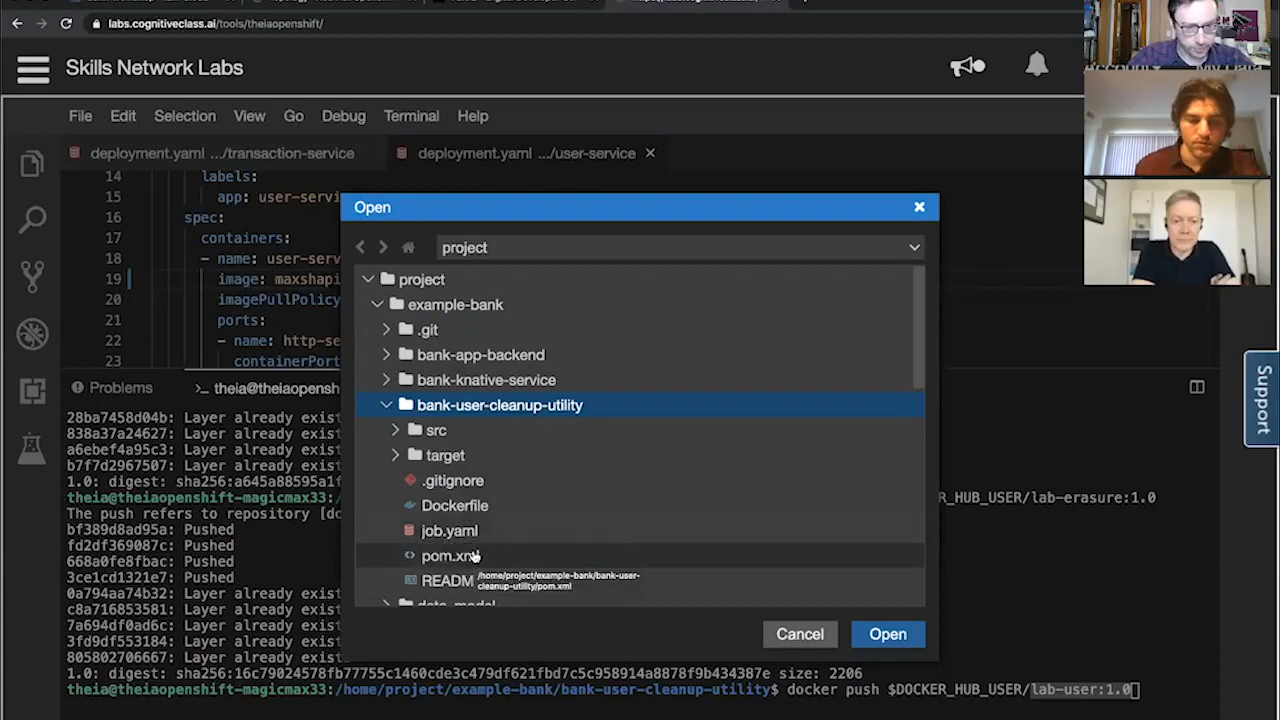 labs.cognitiveclass.ai/tools/theiaopenshift/
Skills Network Labs
File Edit Selection View Go Debug Terminal Help
deployment.yaml .../transaction-service deployment.yaml .../user-service
14 labels:
15 app: user-servi
16 spec:
17 containers:
18 - name: user-serv
19 image: maxshapi
20 imagePullPolicy
21 ports:
22 - name: http-se
23 containerPort
Open
project
project
example-bank
.git
bank-app-backend
bank-knative-service
bank-user-cleanup-utility
src
target
.gitignore
Dockerfile
job.yaml
pom.xml
READM
/home/project/example-bank/bank-user-
cleanup-utility/pom.xml
data_model
Cancel Open
Support
Problems >_ theia@theiaopensh
28ba7458d04b: Layer already exist
838a37a24627: Layer already exist
a6ebef4a95c3: Layer already exist
b7f7d2967507: Layer already exist
1.0: digest: sha256:a645a88595a1f
theia@theiaopenshift-magicmax33:/ ER_HUB_USER/lab-erasure:1.0
The push refers to repository [do
bf389d8ad95a: Pushed
fd2df369087c: Pushed
668a0fe8fbac: Pushed
3ce1cd1321e7: Pushed
0a794aa74b32: Layer already exist
c8a716853581: Layer already exist
7a694df0ad6c: Layer already exist
3fd9df553184: Layer already exist
805802706667: Layer already exist
1.0: digest: sha256:16c79024578fb77755c1460cde3c479df621fbd7c5c958914a8878f9b434387e size: 2206
theia@theiaopenshift-magicmax33:/home/project/example-bank/bank-user-cleanup-utility$ docker push $DOCKER_HUB_USER/lab-user:1.0